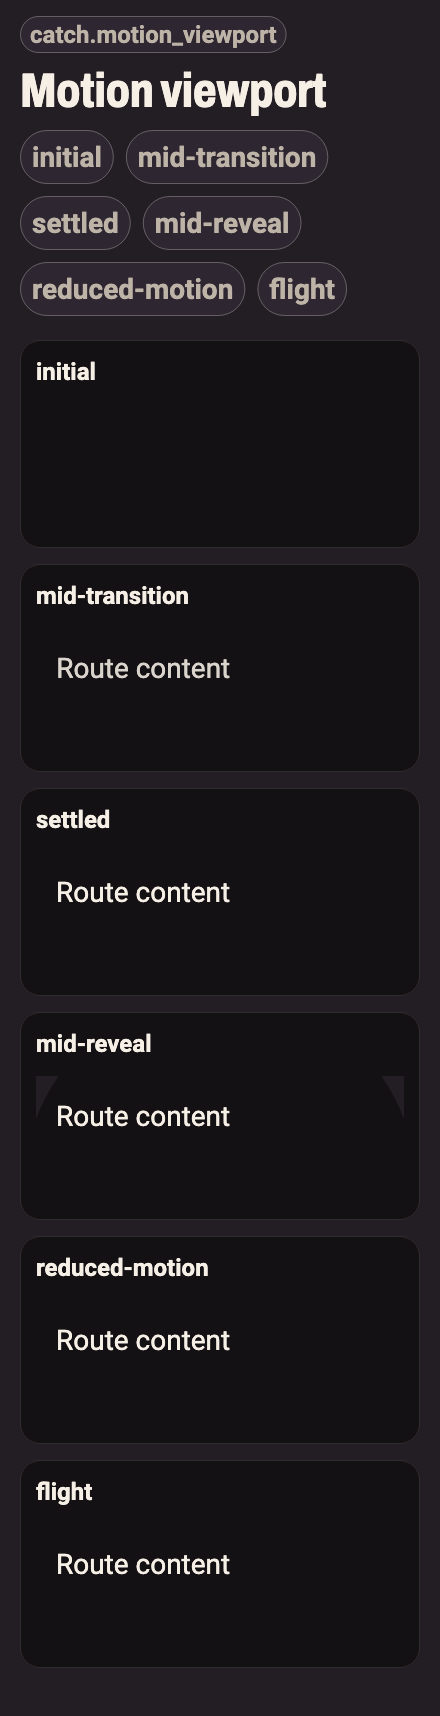 catch.motion_viewport
Motion viewport
initial mid-transition
settled mid-reveal
reduced-motion flight
initial
mid-transition
Route content
settled
Route content
mid-reveal
Route content
reduced-motion
Route content
flight
Route content